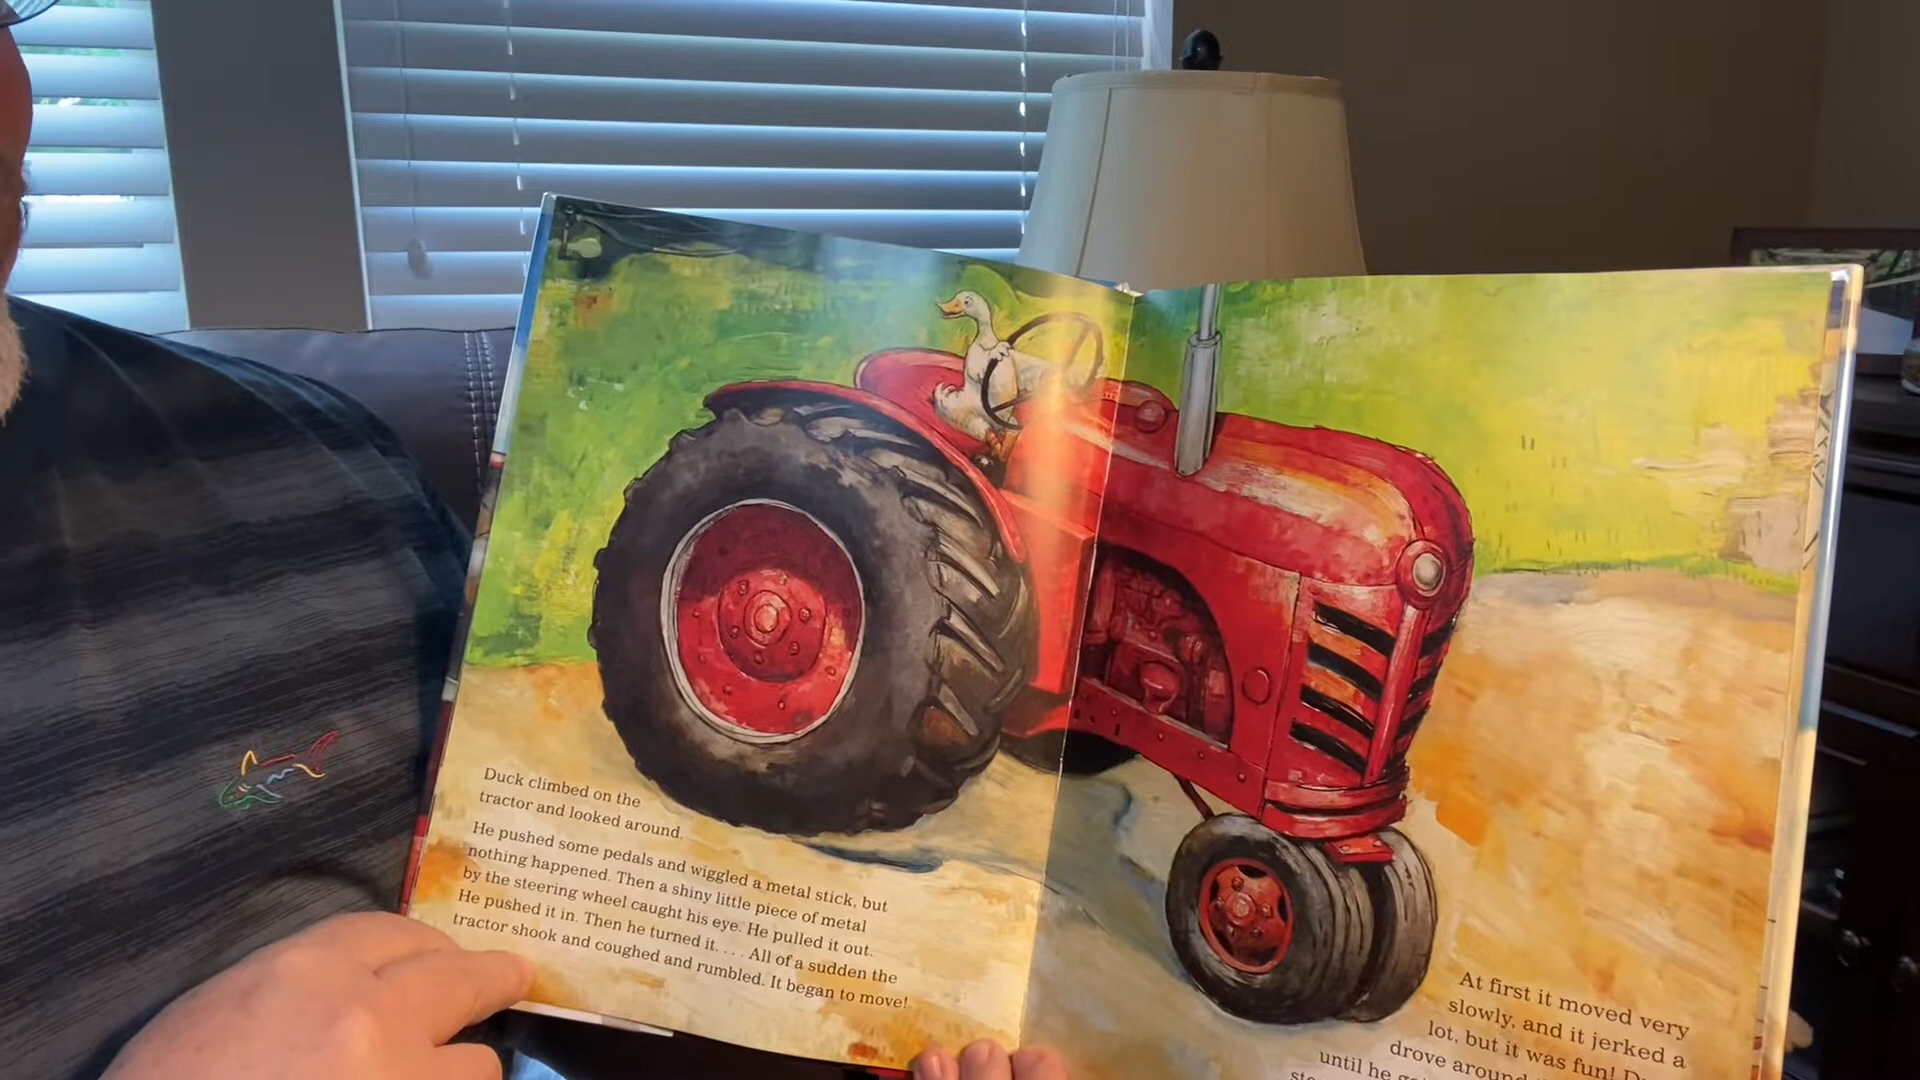 Duck climbed on the
tractor and looked around.
He pushed some pedals and wiggled a metal stick, but
nothing happened. Then a shiny little piece of metal
by the steering wheel caught his eye. He pulled it out.
He pushed it in. Then he turned it. . . . All of a sudden the
tractor shook and coughed and rumbled. It began to move!
At first it moved very
slowly, and it jerked a
lot, but it was fun!
drove around
until he